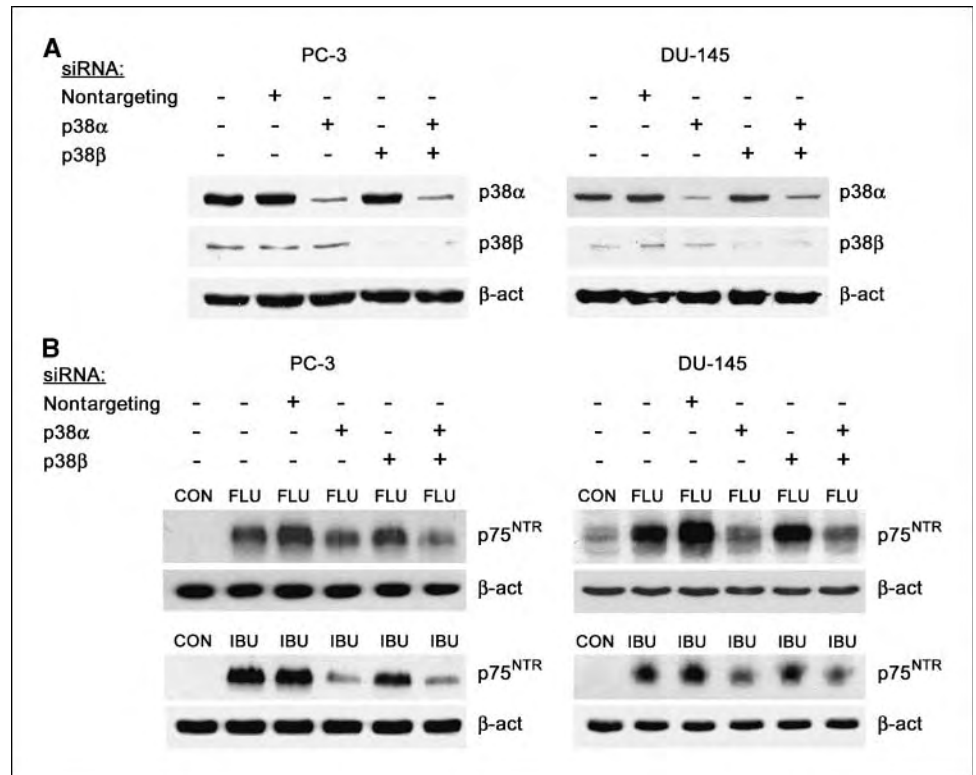 A
PC-3 DU-145
siRNA:
Nontargeting - + - - - - + - - -
p38α - - + - + - - + - +
p38β - - - + + - - - + +
p38α p38α
p38β p38β
β-act β-act
B
PC-3 DU-145
siRNA:
Nontargeting - - + - - - - - + - - -
p38α - - - + - + - - - + - +
p38β - - - - + + - - - - + +
CON FLU FLU FLU FLU FLU CON FLU FLU FLU FLU FLU
p75NTR p75NTR
β-act β-act
CON IBU IBU IBU IBU IBU CON IBU IBU IBU IBU IBU
p75NTR p75NTR
β-act β-act